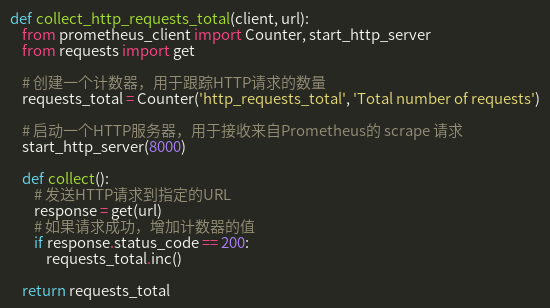 def collect_http_requests_total(client, url):
    from prometheus_client import Counter, start_http_server
    from requests import get

    # 创建一个计数器，用于跟踪HTTP请求的数量
    requests_total = Counter('http_requests_total', 'Total number of requests')

    # 启动一个HTTP服务器，用于接收来自Prometheus的 scrape 请求
    start_http_server(8000)

    def collect():
        # 发送HTTP请求到指定的URL
        response = get(url)
        # 如果请求成功，增加计数器的值
        if response.status_code == 200:
            requests_total.inc()

    return requests_total